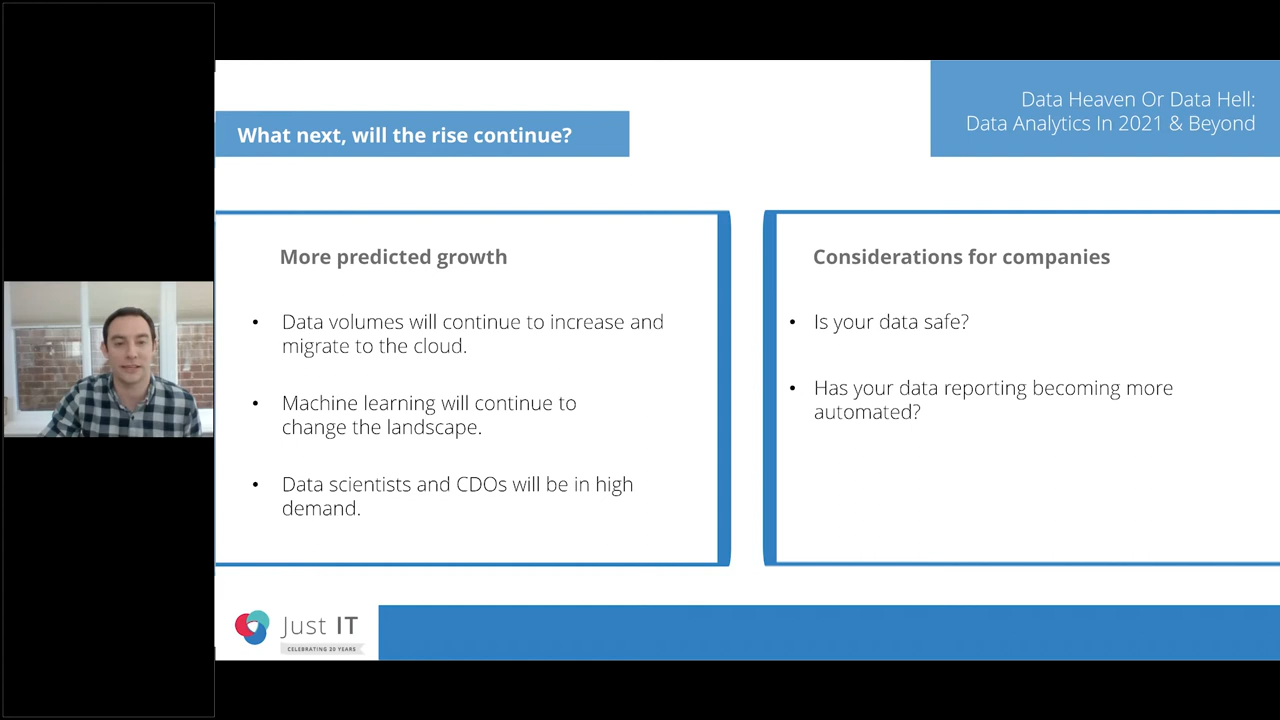 Data Heaven Or Data Hell:
Data Analytics In 2021 & Beyond
What next, will the rise continue?
More predicted growth
• Data volumes will continue to increase and
migrate to the cloud.
• Machine learning will continue to
change the landscape.
• Data scientists and CDOs will be in high
demand.
Considerations for companies
• Is your data safe?
• Has your data reporting becoming more
automated?
Just IT
CELEBRATING 20 YEARS